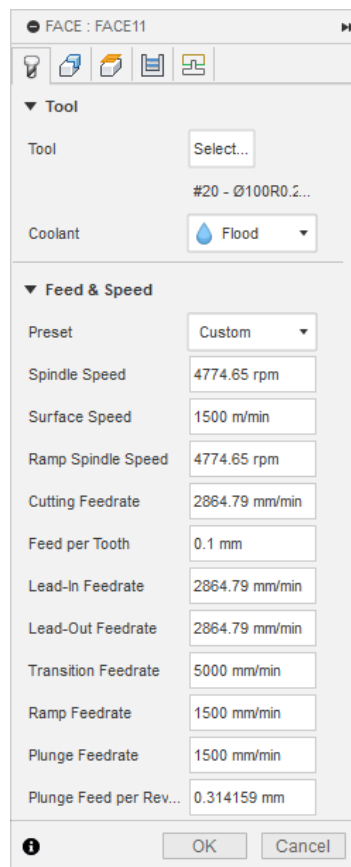 FACE : FACE11
Tool
Tool Select...
#20 - Ø100R0.2...
Coolant Flood
Feed & Speed
Preset Custom
Spindle Speed 4774.65 rpm
Surface Speed 1500 m/min
Ramp Spindle Speed 4774.65 rpm
Cutting Feedrate 2864.79 mm/min
Feed per Tooth 0.1 mm
Lead-In Feedrate 2864.79 mm/min
Lead-Out Feedrate 2864.79 mm/min
Transition Feedrate 5000 mm/min
Ramp Feedrate 1500 mm/min
Plunge Feedrate 1500 mm/min
Plunge Feed per Rev... 0.314159 mm
OK Cancel